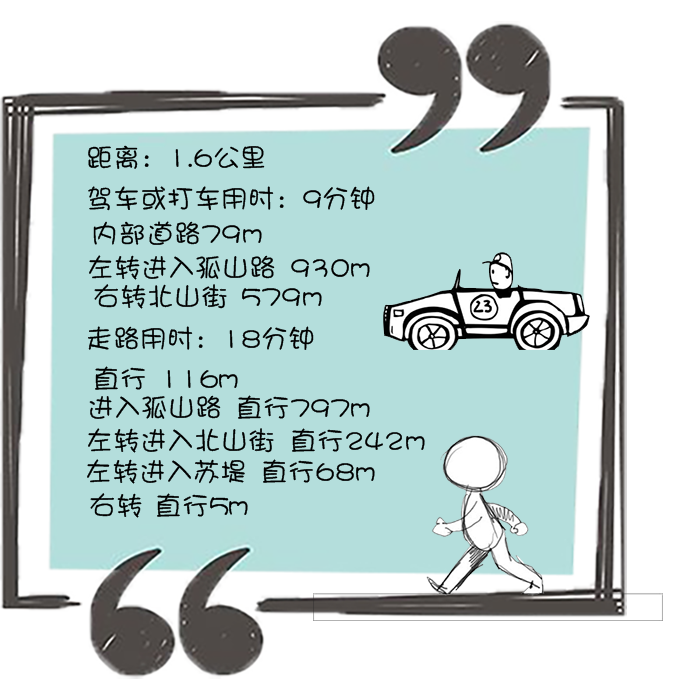 距离：1.6公里
驾车或打车用时：9分钟
内部道路79m
左转进入孤山路 930m
右转北山街 579m
23
走路用时：18分钟
直行 116m
进入孤山路 直行797m
左转进入北山街 直行242m
左转进入苏堤 直行68m
右转 直行5m